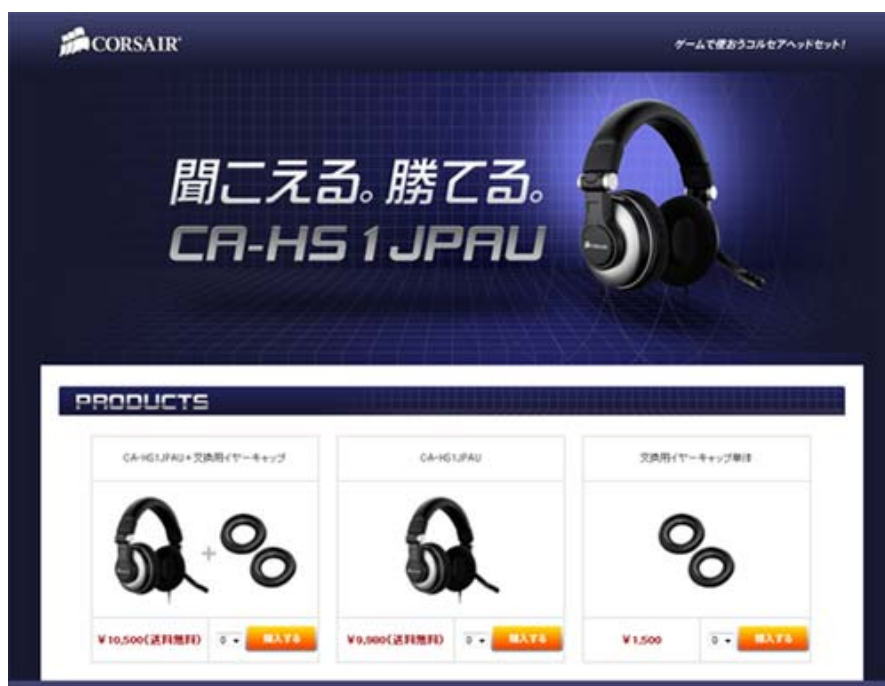 CORSAIR
ゲームで使おうコルセアヘッドセット!
聞こえる。勝てる。
CA-HS1JPAU
PRODUCTS
CA-HS1JPAU+交換用イヤーキャップ
CA-HS1JPAU
交換用イヤーキャップ単体
+
¥10,500(送料無料)
0
購入する
¥9,980(送料無料)
0
購入する
¥1,500
0
購入する